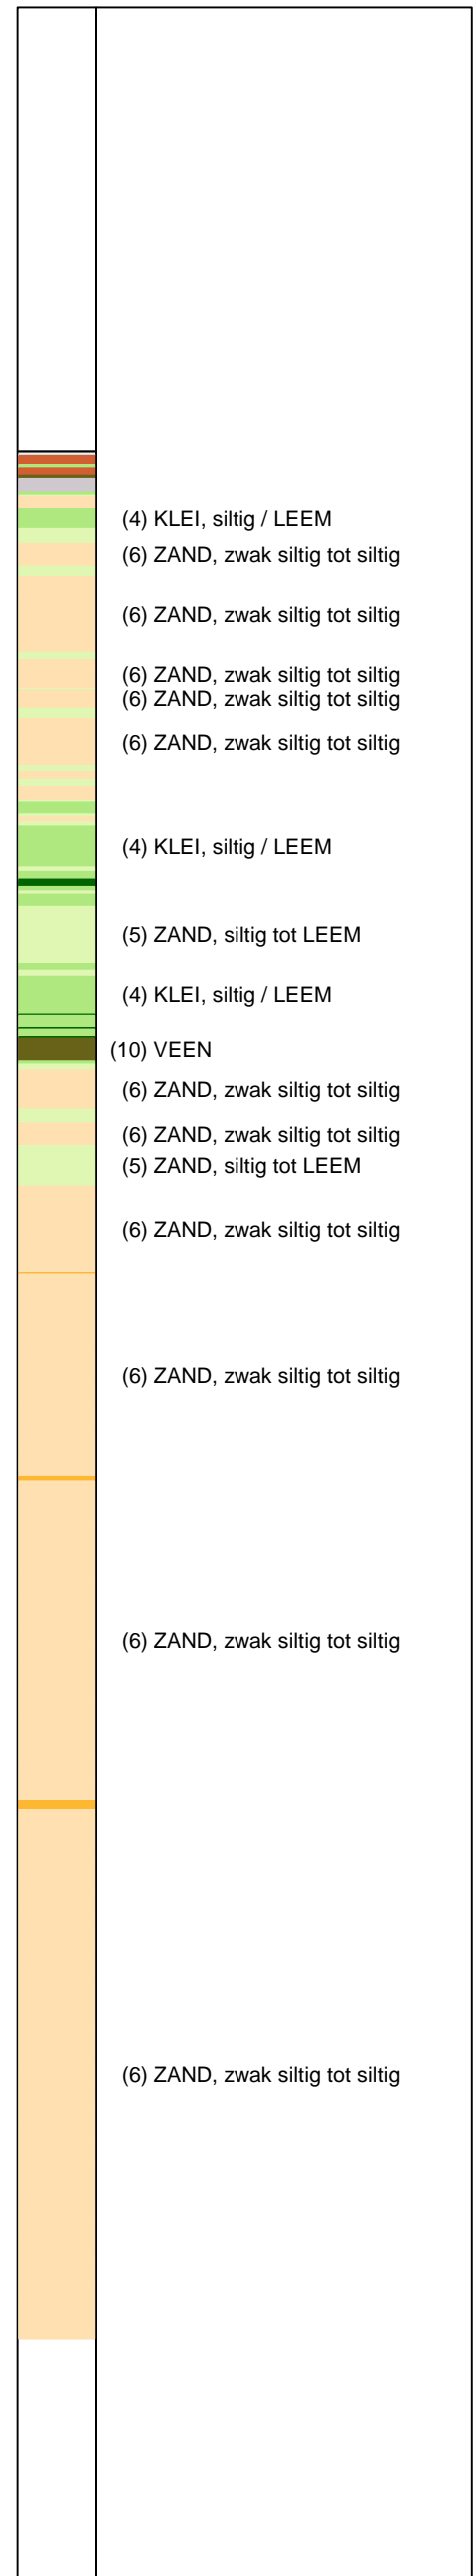 (4) KLEI, siltig / LEEM
(6) ZAND, zwak siltig tot siltig
(6) ZAND, zwak siltig tot siltig
(6) ZAND, zwak siltig tot siltig
(6) ZAND, zwak siltig tot siltig
(6) ZAND, zwak siltig tot siltig
(4) KLEI, siltig / LEEM
(5) ZAND, siltig tot LEEM
(4) KLEI, siltig / LEEM
(10) VEEN
(6) ZAND, zwak siltig tot siltig
(6) ZAND, zwak siltig tot siltig
(5) ZAND, siltig tot LEEM
(6) ZAND, zwak siltig tot siltig
(6) ZAND, zwak siltig tot siltig
(6) ZAND, zwak siltig tot siltig
(6) ZAND, zwak siltig tot siltig